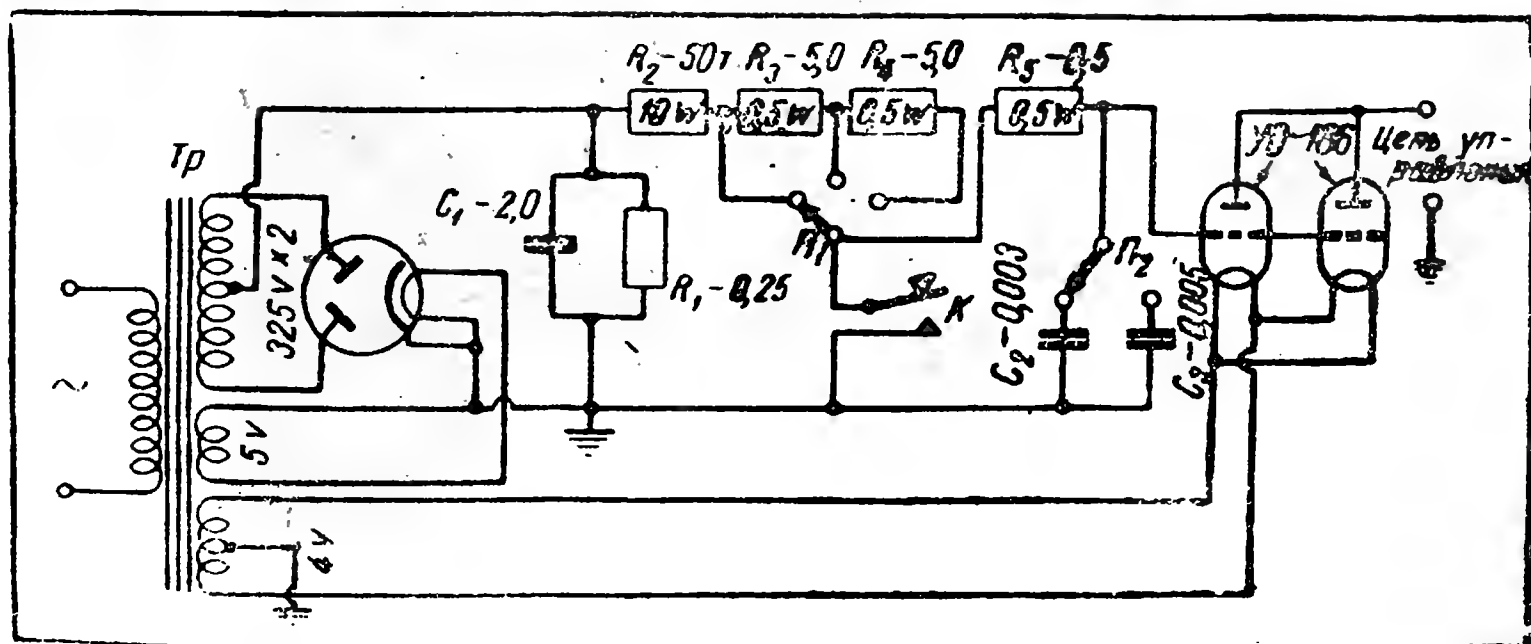 R₂-50т R₃-5,0 R₄-5,0 R₅-0,5
10w 0,5w 0,5w 0,5w
Тр
УО-186
Цепь уп-
C₁-2,0
П₁
П₂
325v x 2
R₁-0,25
К
C₂-0,003
-0,005
~
5v
4v